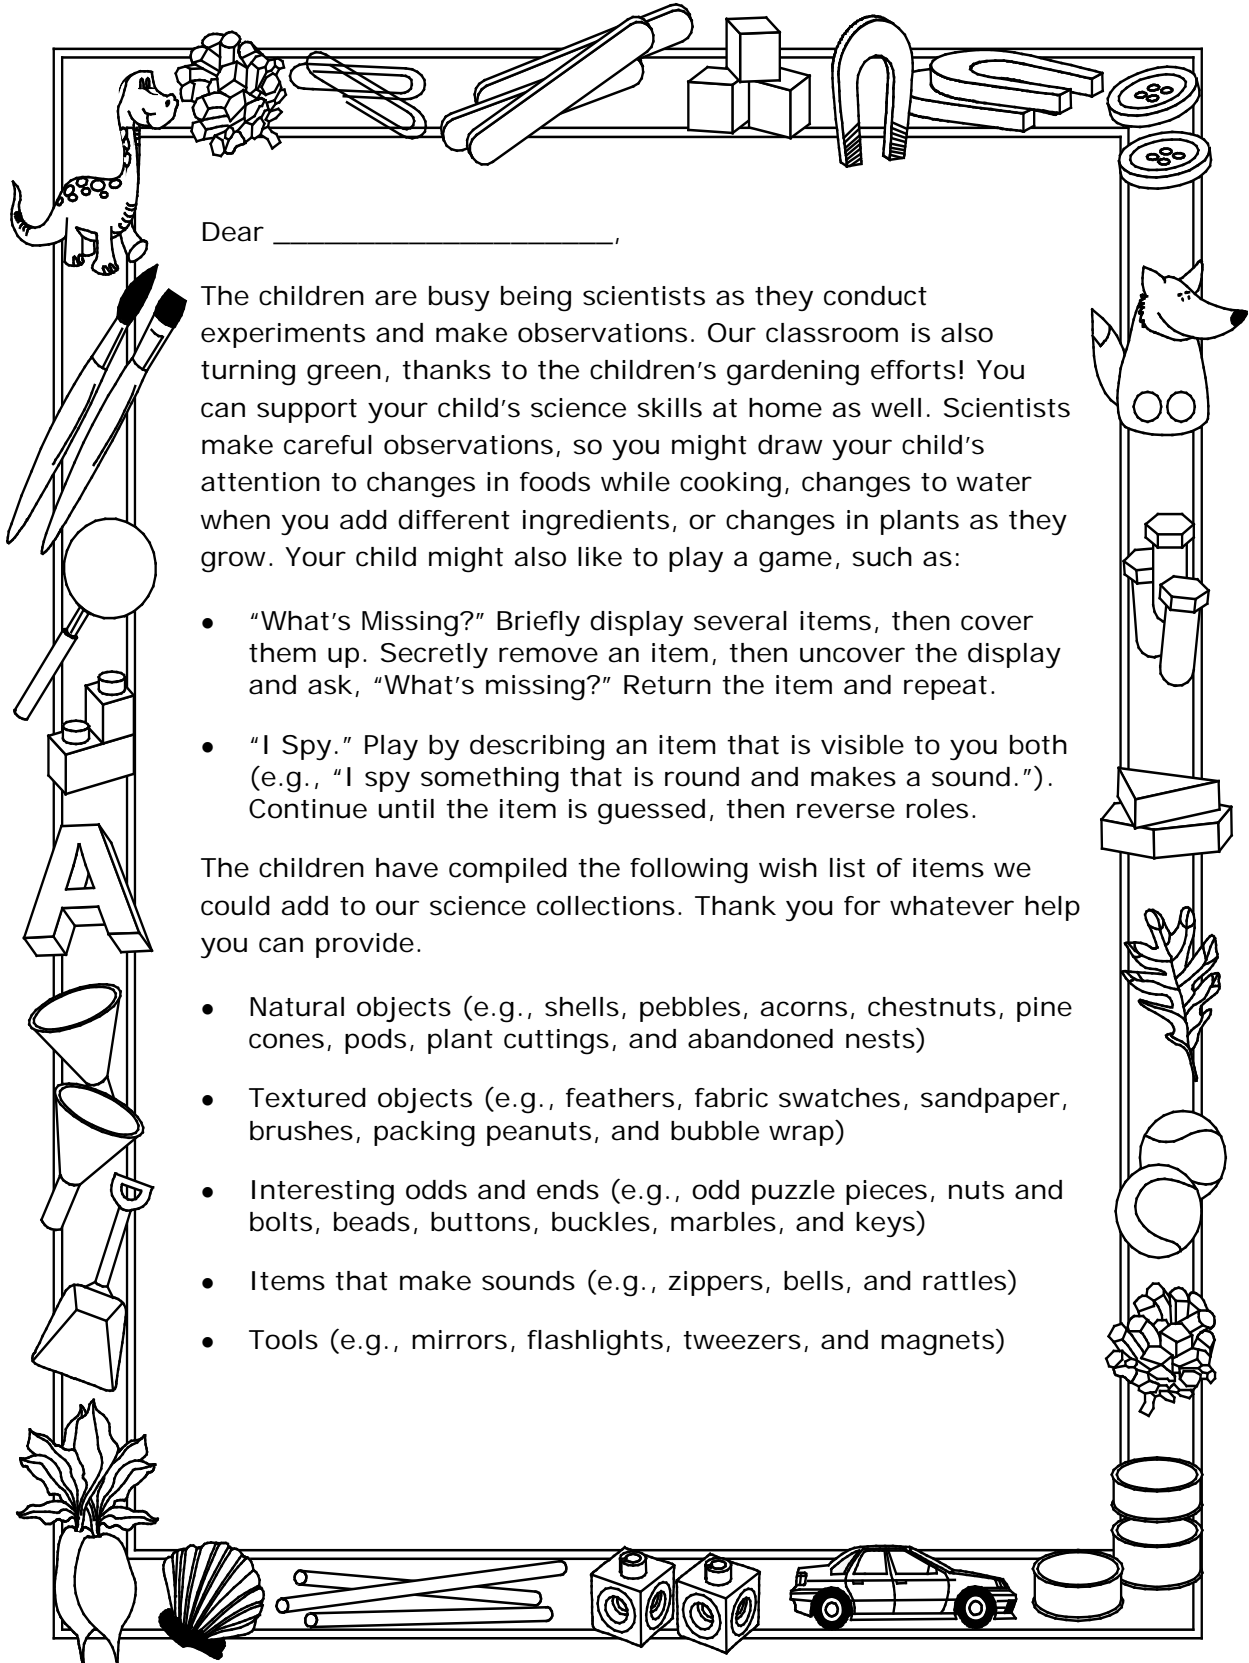 Dear ____________________,
The children are busy being scientists as they conduct
experiments and make observations. Our classroom is also
turning green, thanks to the children’s gardening efforts! You
can support your child’s science skills at home as well. Scientists
make careful observations, so you might draw your child’s
attention to changes in foods while cooking, changes to water
when you add different ingredients, or changes in plants as they
grow. Your child might also like to play a game, such as:
● “What’s Missing?” Briefly display several items, then cover
them up. Secretly remove an item, then uncover the display
and ask, “What’s missing?” Return the item and repeat.
● “I Spy.” Play by describing an item that is visible to you both
(e.g., “I spy something that is round and makes a sound.”).
Continue until the item is guessed, then reverse roles.
The children have compiled the following wish list of items we
could add to our science collections. Thank you for whatever help
you can provide.
● Natural objects (e.g., shells, pebbles, acorns, chestnuts, pine
cones, pods, plant cuttings, and abandoned nests)
● Textured objects (e.g., feathers, fabric swatches, sandpaper,
brushes, packing peanuts, and bubble wrap)
● Interesting odds and ends (e.g., odd puzzle pieces, nuts and
bolts, beads, buttons, buckles, marbles, and keys)
● Items that make sounds (e.g., zippers, bells, and rattles)
● Tools (e.g., mirrors, flashlights, tweezers, and magnets)
A